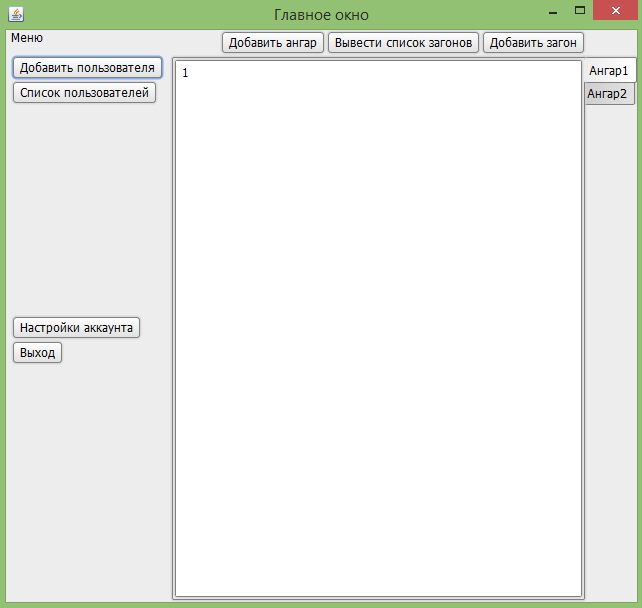 Главное окно
Меню
Добавить ангар Вывести список загонов Добавить загон
Добавить пользователя
Список пользователей
1
Ангар1
Ангар2
Настройки аккаунта
Выход